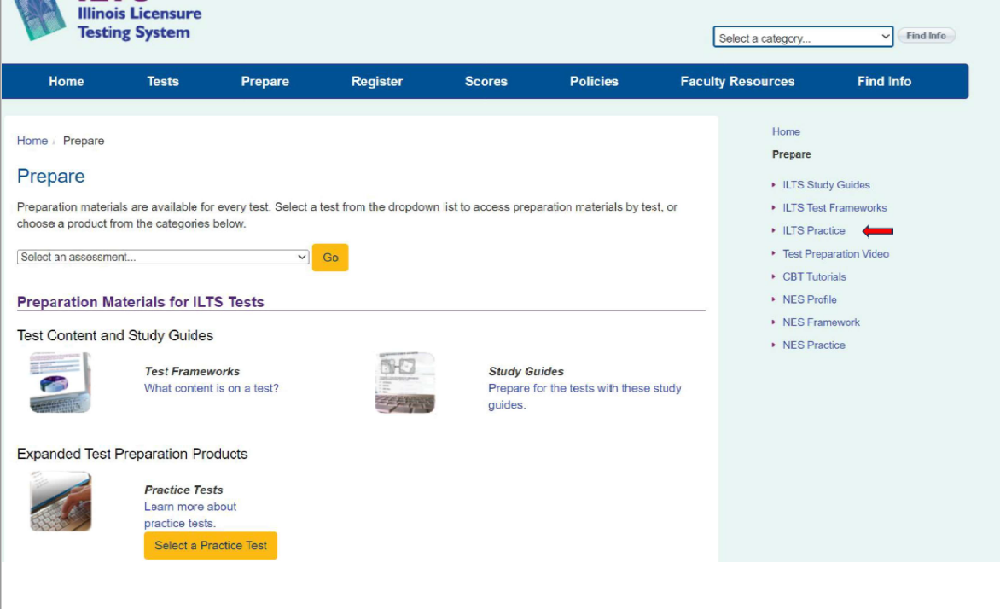 Illinois Licensure
Testing System
Select a category...
Find Info
Home Tests Prepare Register Scores Policies Faculty Resources Find Info
Home / Prepare
Prepare
Preparation materials are available for every test. Select a test from the dropdown list to access preparation materials by test, or
choose a product from the categories below.
Select an assessment...
Go
Preparation Materials for ILTS Tests
Test Content and Study Guides
Test Frameworks
What content is on a test?
Study Guides
Prepare for the tests with these study
guides.
Expanded Test Preparation Products
Practice Tests
Learn more about
practice tests.
Select a Practice Test
Home
Prepare
ILTS Study Guides
ILTS Test Frameworks
ILTS Practice
Test Preparation Video
CBT Tutorials
NES Profile
NES Framework
NES Practice